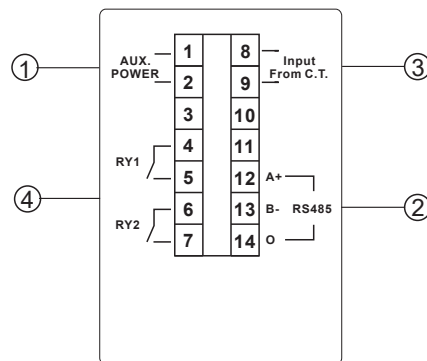 1 8
AUX.
POWER
Input
From C.T.
1
3
2 9
3 10
4 11
RY1
5 12 A+
4
6 13 B- RS485
2
RY2
7 14 O